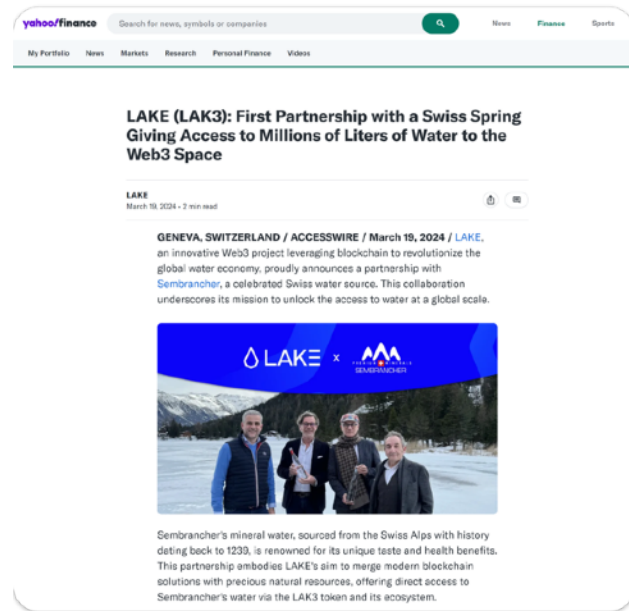 yahoo!finance
Search for news, symbols or companies
News Finance Sports
My Portfolio News Markets Research Personal Finance Videos
LAKE (LAK3): First Partnership with a Swiss Spring
Giving Access to Millions of Liters of Water to the
Web3 Space
LAKE
March 19, 2024 • 2 min read
GENEVA, SWITZERLAND / ACCESSWIRE / March 19, 2024 / LAKE,
an innovative Web3 project leveraging blockchain to revolutionize the
global water economy, proudly announces a partnership with
Sembrancher, a celebrated Swiss water source. This collaboration
underscores its mission to unlock the access to water at a global scale.
LAKE x
PREMIUM MINERALE
SEMBRANCHER
Sembrancher's mineral water, sourced from the Swiss Alps with history
dating back to 1239, is renowned for its unique taste and health benefits.
This partnership embodies LAKE's aim to merge modern blockchain
solutions with precious natural resources, offering direct access to
Sembrancher's water via the LAK3 token and its ecosystem.